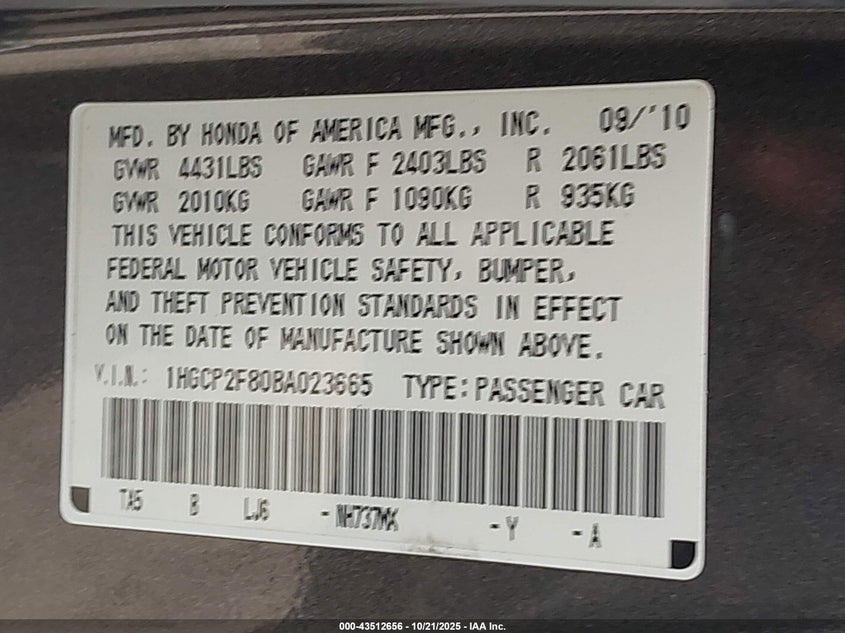 MFD. BY HONDA OF AMERICA MFG., INC. 09/'10
GVWR 4431LBS GAWR F 2403LBS R 2061LBS
GVWR 2010KG GAWR F 1090KG R 935KG
THIS VEHICLE CONFORMS TO ALL APPLICABLE
FEDERAL MOTOR VEHICLE SAFETY, BUMPER,
AND THEFT PREVENTION STANDARDS IN EFFECT
ON THE DATE OF MANUFACTURE SHOWN ABOVE.
V.I.N.: 1HGCP2F80BA023665 TYPE: PASSENGER CAR
TA5 B LJ6 - NH737MX - Y - A
000-43512656 - 10/21/2025 - IAA Inc.